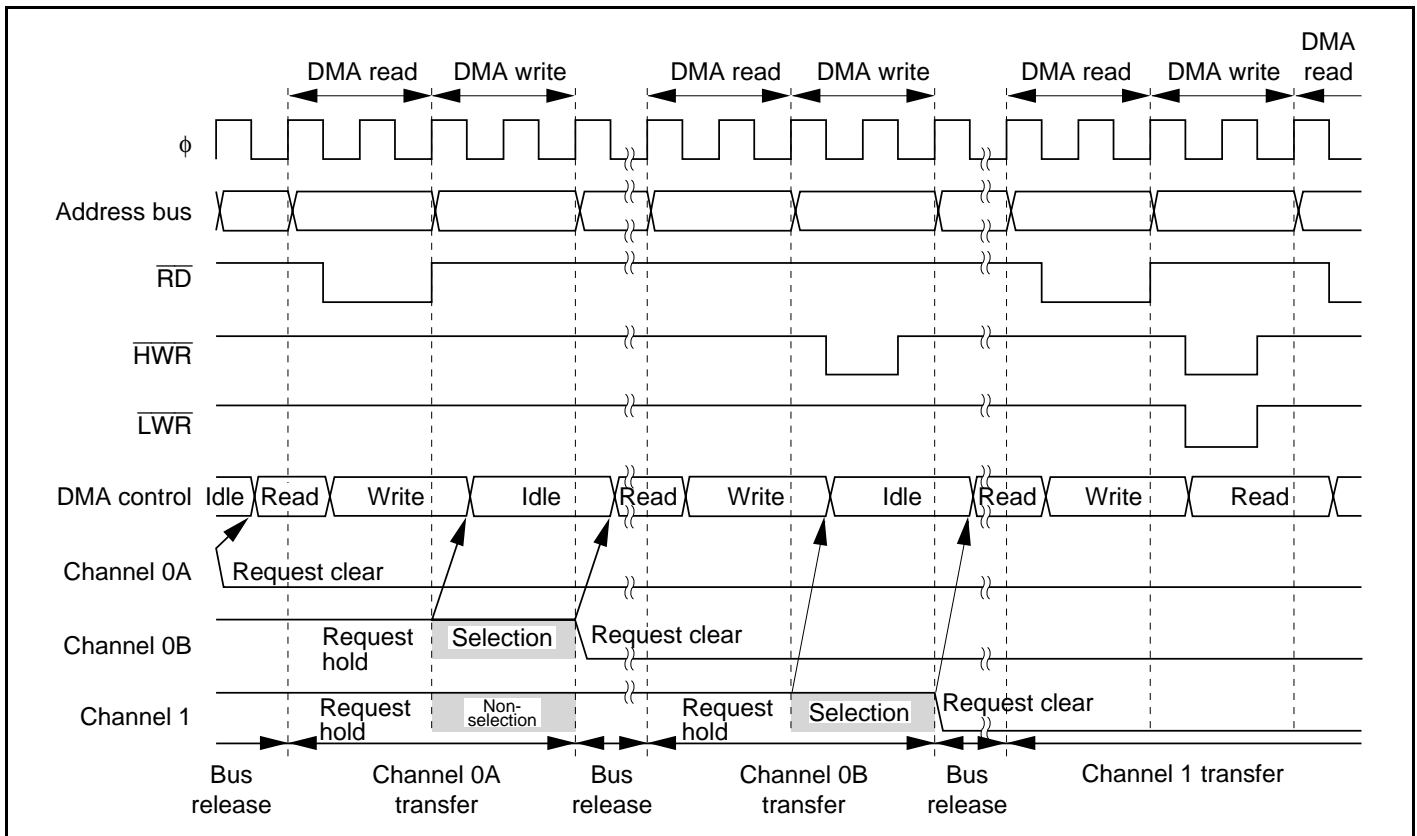 DMA
DMA read DMA write DMA read DMA write DMA read DMA write read
ϕ
Address bus
RD
HWR
LWR
DMA control Idle Read Write Idle Read Write Idle Read Write Read
Channel 0A Request clear
Channel 0B Request hold Selection Request clear
Channel 1 Request hold Non-selection Request hold Selection Request clear
Bus release Channel 0A transfer Bus release Channel 0B transfer Bus release Channel 1 transfer